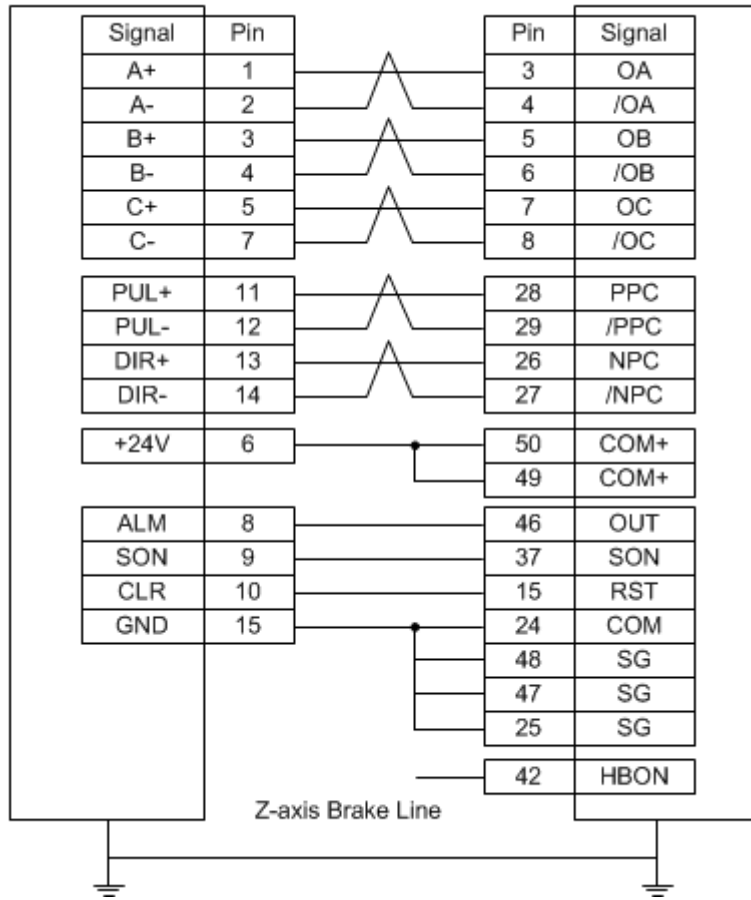 Signal Pin Pin Signal
A+ 1 3 OA
A- 2 4 /OA
B+ 3 5 OB
B- 4 6 /OB
C+ 5 7 OC
C- 7 8 /OC
PUL+ 11 28 PPC
PUL- 12 29 /PPC
DIR+ 13 26 NPC
DIR- 14 27 /NPC
+24V 6 50 COM+
49 COM+
ALM 8 46 OUT
SON 9 37 SON
CLR 10 15 RST
GND 15 24 COM
48 SG
47 SG
25 SG
42 HBON
Z-axis Brake Line